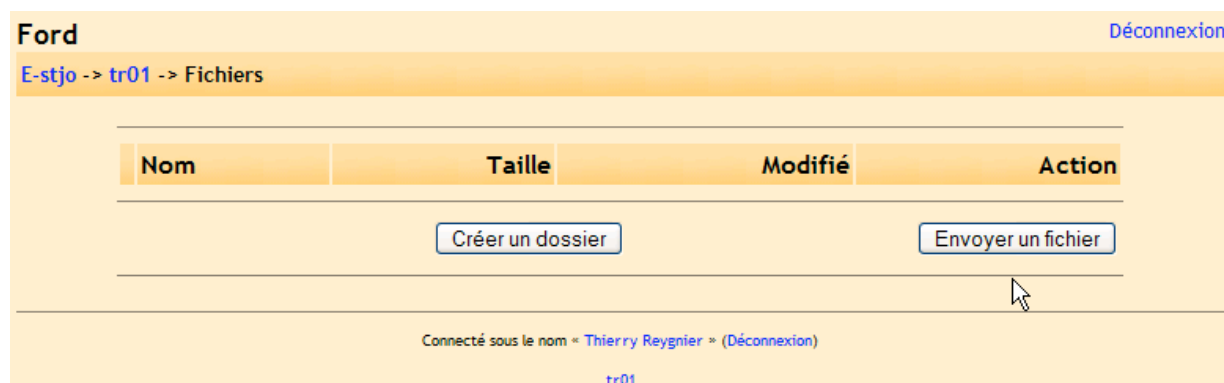 Ford Déconnexion
E-stjo -> tr01 -> Fichiers
Nom Taille Modifié Action
Créer un dossier Envoyer un fichier
Connecté sous le nom « Thierry Reygnier » (Déconnexion)
tr01